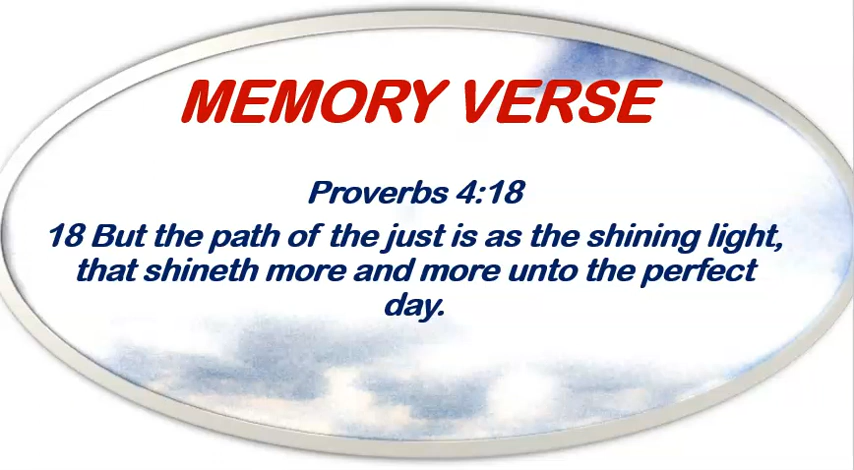 MEMORY VERSE
Proverbs 4:18
18 But the path of the just is as the shining light,
that shineth more and more unto the perfect
day.